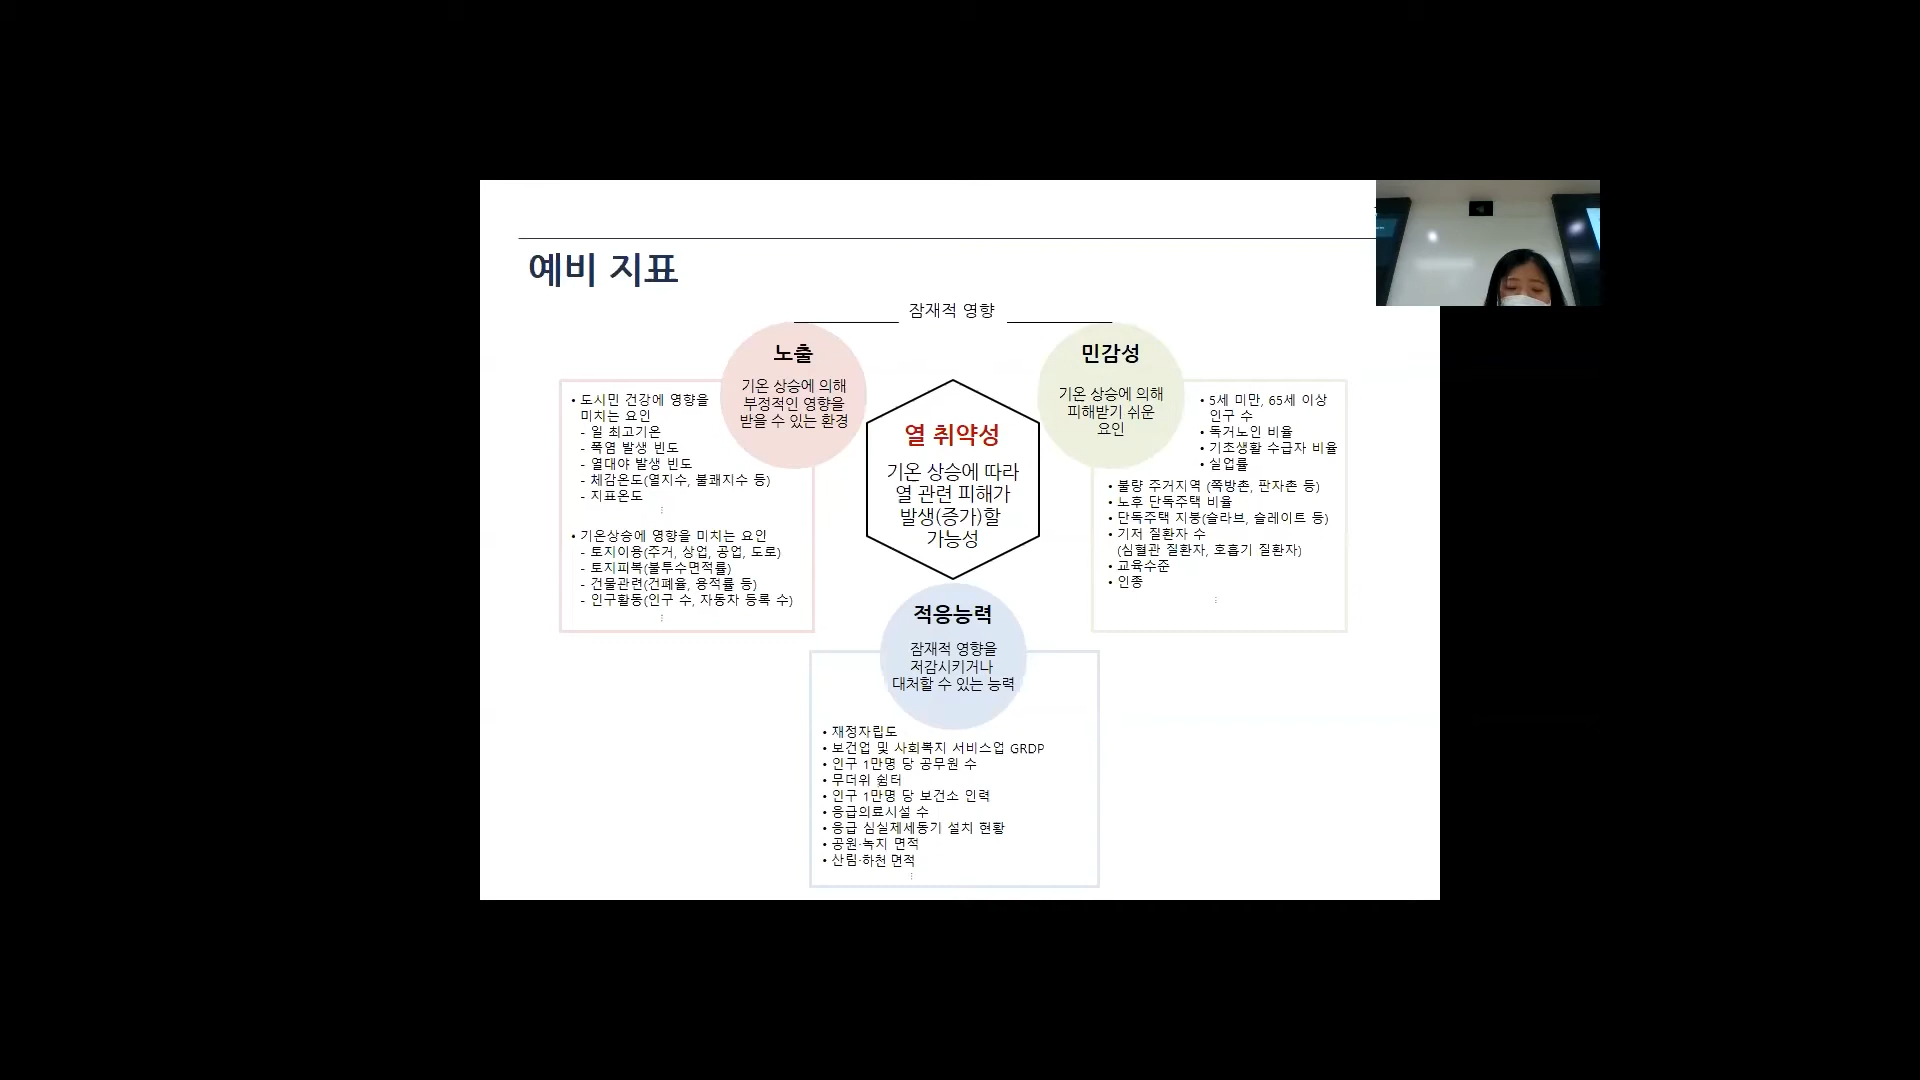 예비 지표
잠재적 영향
노출
기온 상승에 의해
부정적인 영향을
받을 수 있는 환경
• 도시민 건강에 영향을
미치는 요인
- 일 최고기온
- 폭염 발생 빈도
- 열대야 발생 빈도
- 체감온도(열지수, 불쾌지수 등)
- 지표온도
⋮
• 기온상승에 영향을 미치는 요인
- 토지이용(주거, 상업, 공업, 도로)
- 토지피복(불투수면적률)
- 건물관련(건폐율, 용적률 등)
- 인구활동(인구 수, 자동차 등록 수)
⋮
열 취약성
기온 상승에 따라
열 관련 피해가
발생(증가)할
가능성
민감성
기온 상승에 의해
피해받기 쉬운
요인
• 5세 미만, 65세 이상
인구 수
• 독거노인 비율
• 기초생활 수급자 비율
• 실업률
• 불량 주거지역 (쪽방촌, 판자촌 등)
• 노후 단독주택 비율
• 단독주택 지붕(슬라브, 슬레이트 등)
• 기저 질환자 수
(심혈관 질환자, 호흡기 질환자)
• 교육수준
• 인종
⋮
적응능력
잠재적 영향을
저감시키거나
대처할 수 있는 능력
• 재정자립도
• 보건업 및 사회복지 서비스업 GRDP
• 인구 1만명 당 공무원 수
• 무더위 쉼터
• 인구 1만명 당 보건소 인력
• 응급의료시설 수
• 응급 심실제세동기 설치 현황
• 공원·녹지 면적
• 산림·하천 면적
⋮